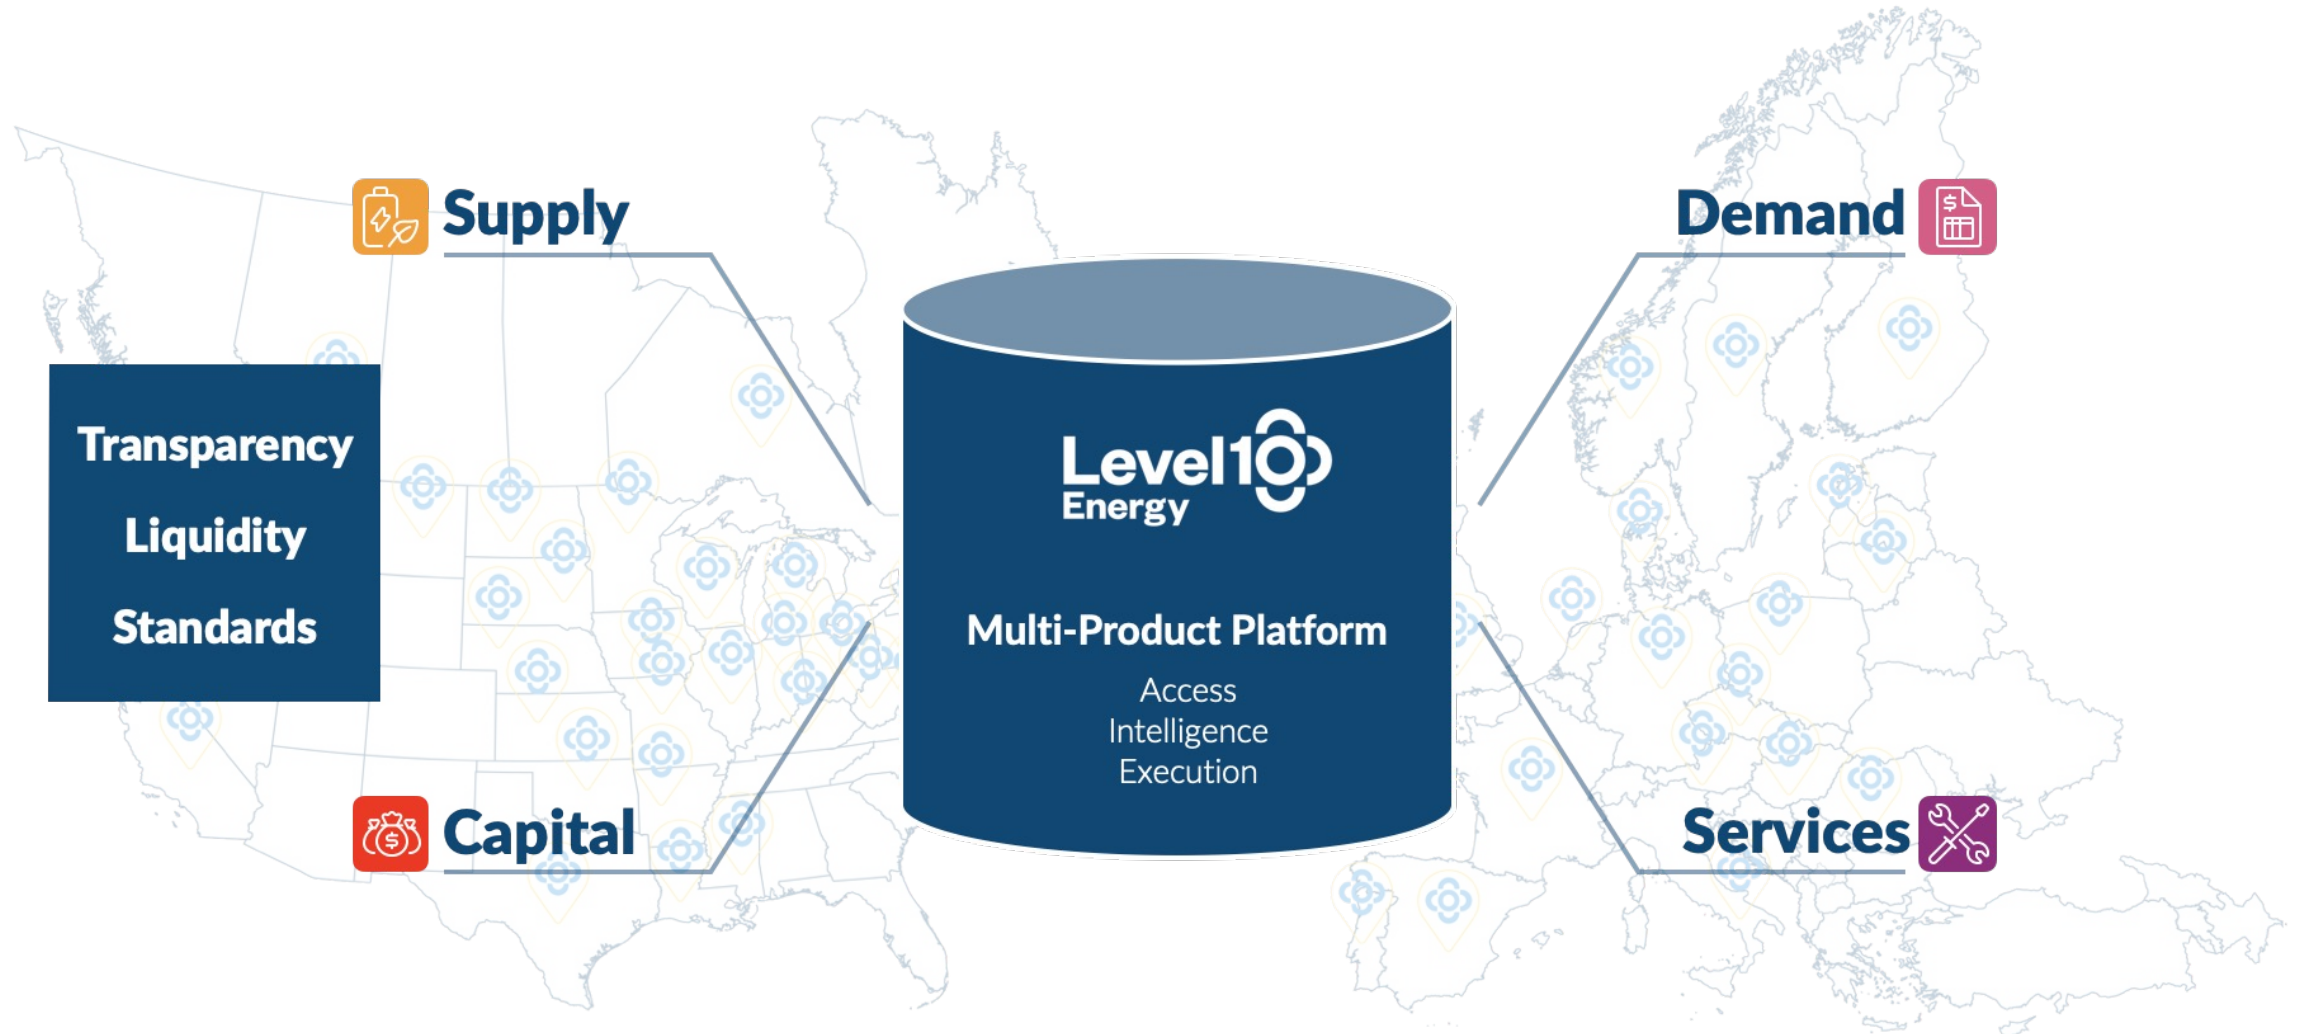 Supply
Demand
Transparency
Liquidity
Standards
Level10
Energy
Multi-Product Platform
Access
Intelligence
Execution
Capital
Services